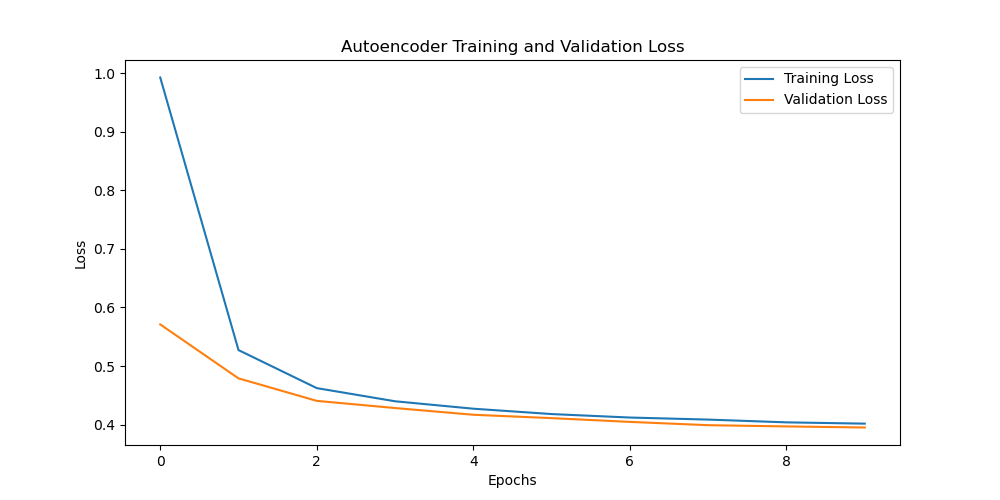 Autoencoder Training and Validation Loss
Training Loss
Validation Loss
1.0
0.9
0.8
0.7
0.6
0.5
0.4
Loss
0 2 4 6 8
Epochs